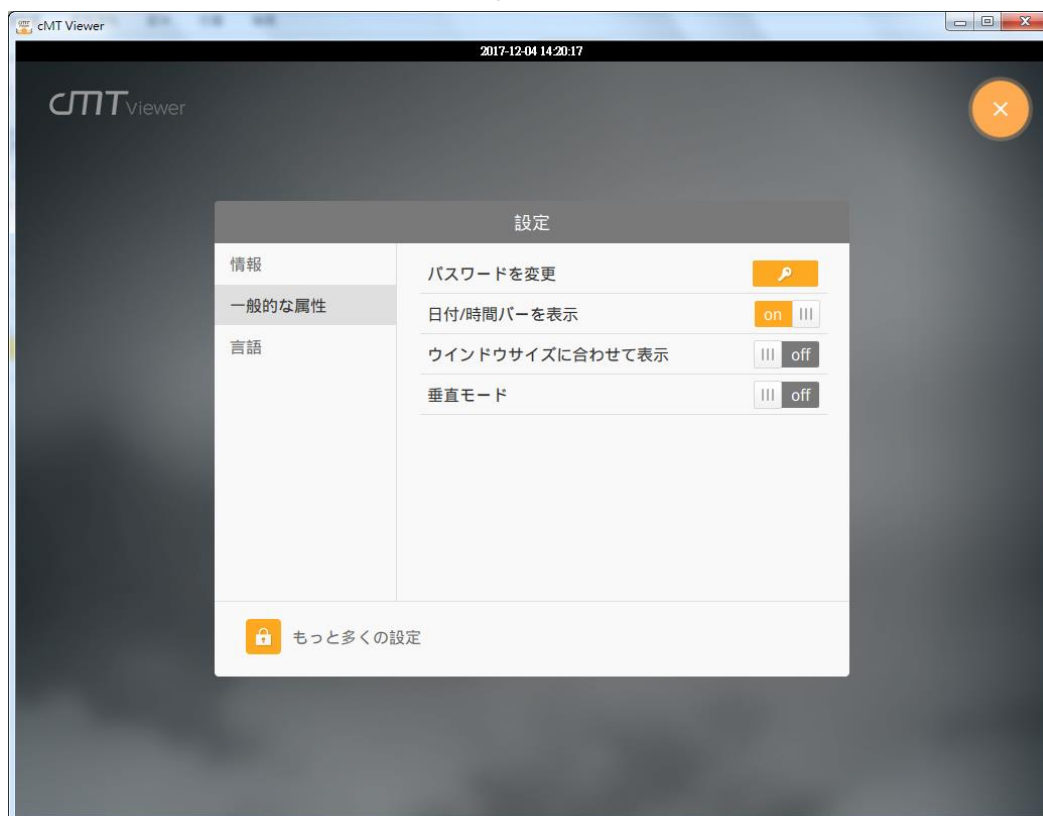 cMT Viewer
2017-12-04 14:20:17
cMT Viewer
設定
情報
一般的な属性
言語
パスワードを変更
日付/時間バーを表示
on
ウインドウサイズに合わせて表示
off
垂直モード
off
もっと多くの設定